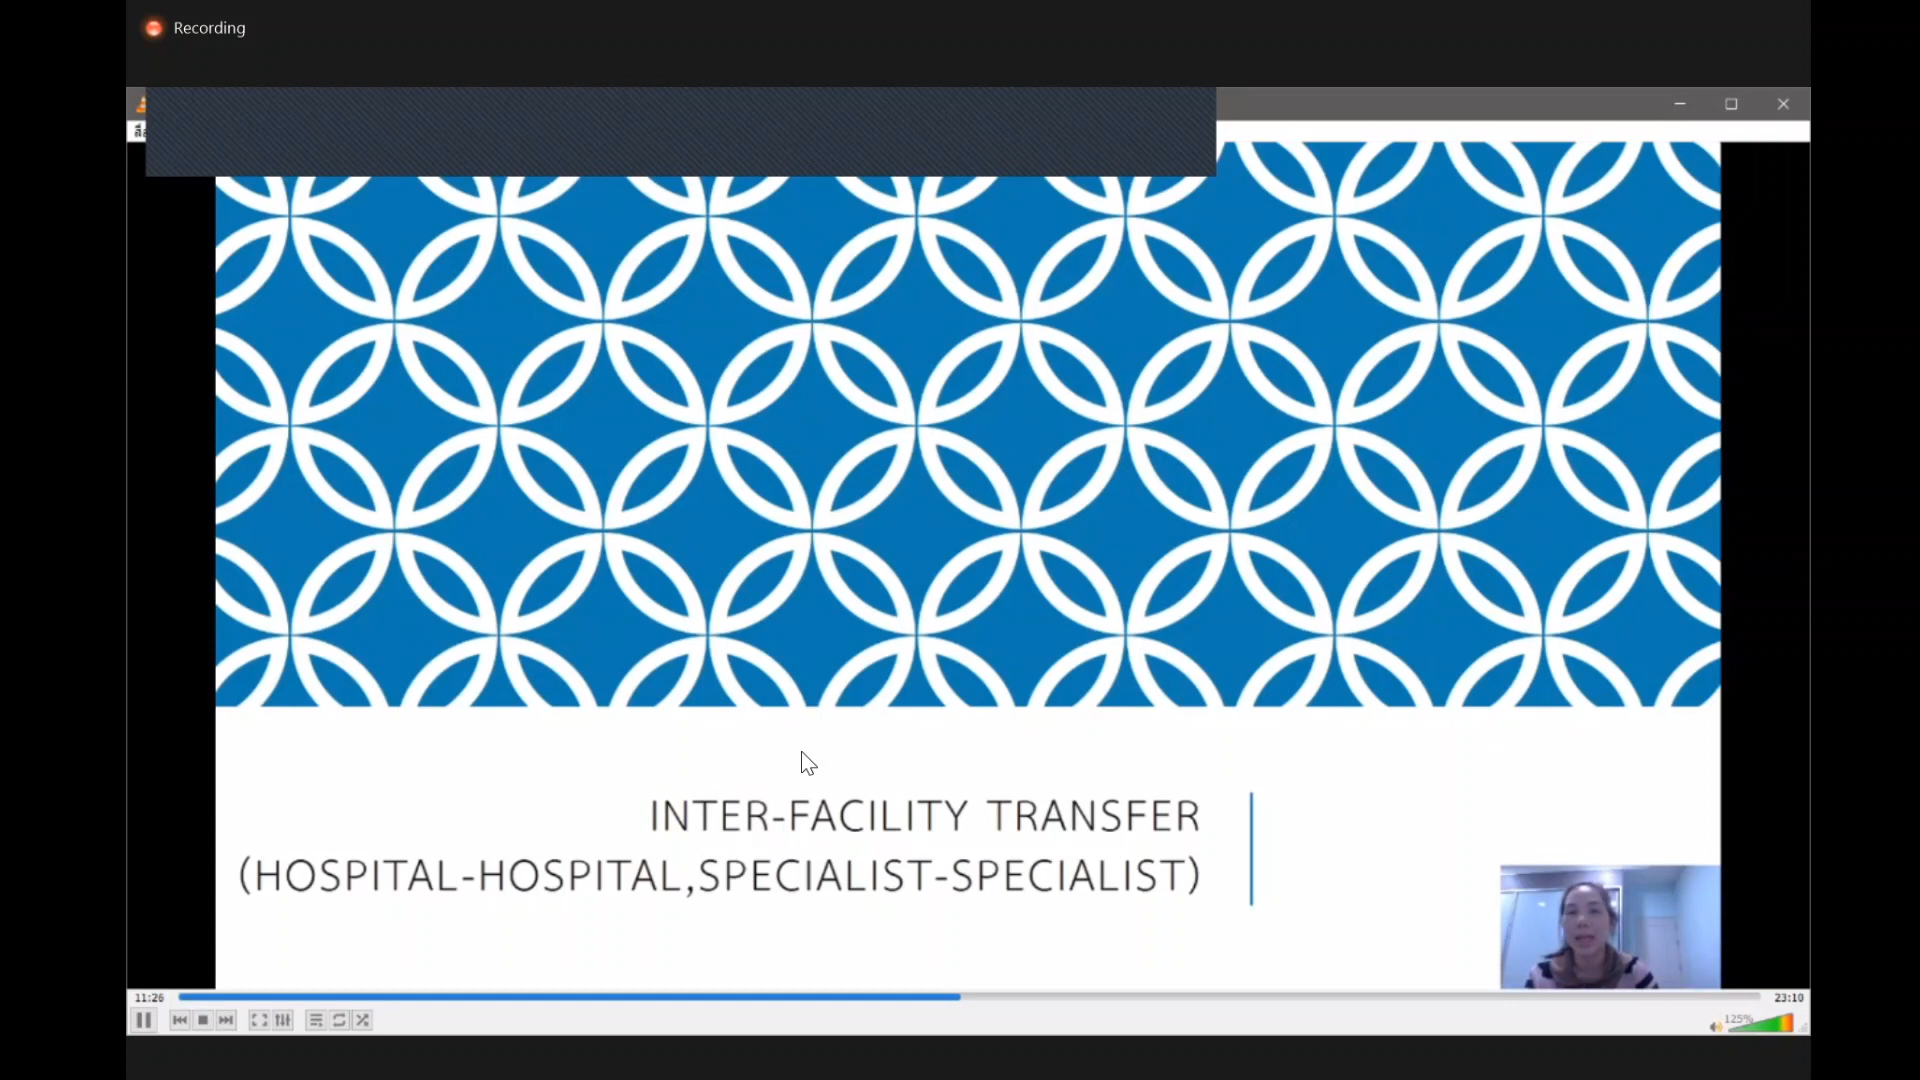 Recording
INTER-FACILITY TRANSFER
(HOSPITAL-HOSPITAL,SPECIALIST-SPECIALIST)
11:26
23:10
125%